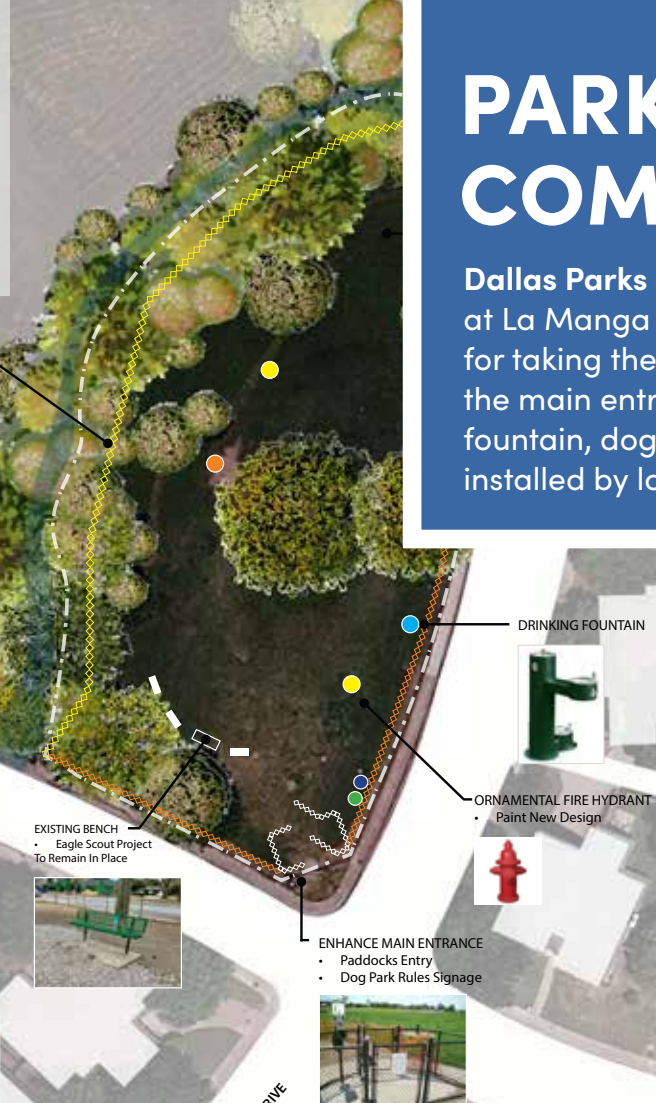 PARK
COM
Dallas Parks
at La Manga
for taking the
the main entr
fountain, dog
installed by lo
DRINKING FOUNTAIN
ORNAMENTAL FIRE HYDRANT
• Paint New Design
EXISTING BENCH
• Eagle Scout Project
To Remain In Place
ENHANCE MAIN ENTRANCE
• Paddocks Entry
• Dog Park Rules Signage
RIVE